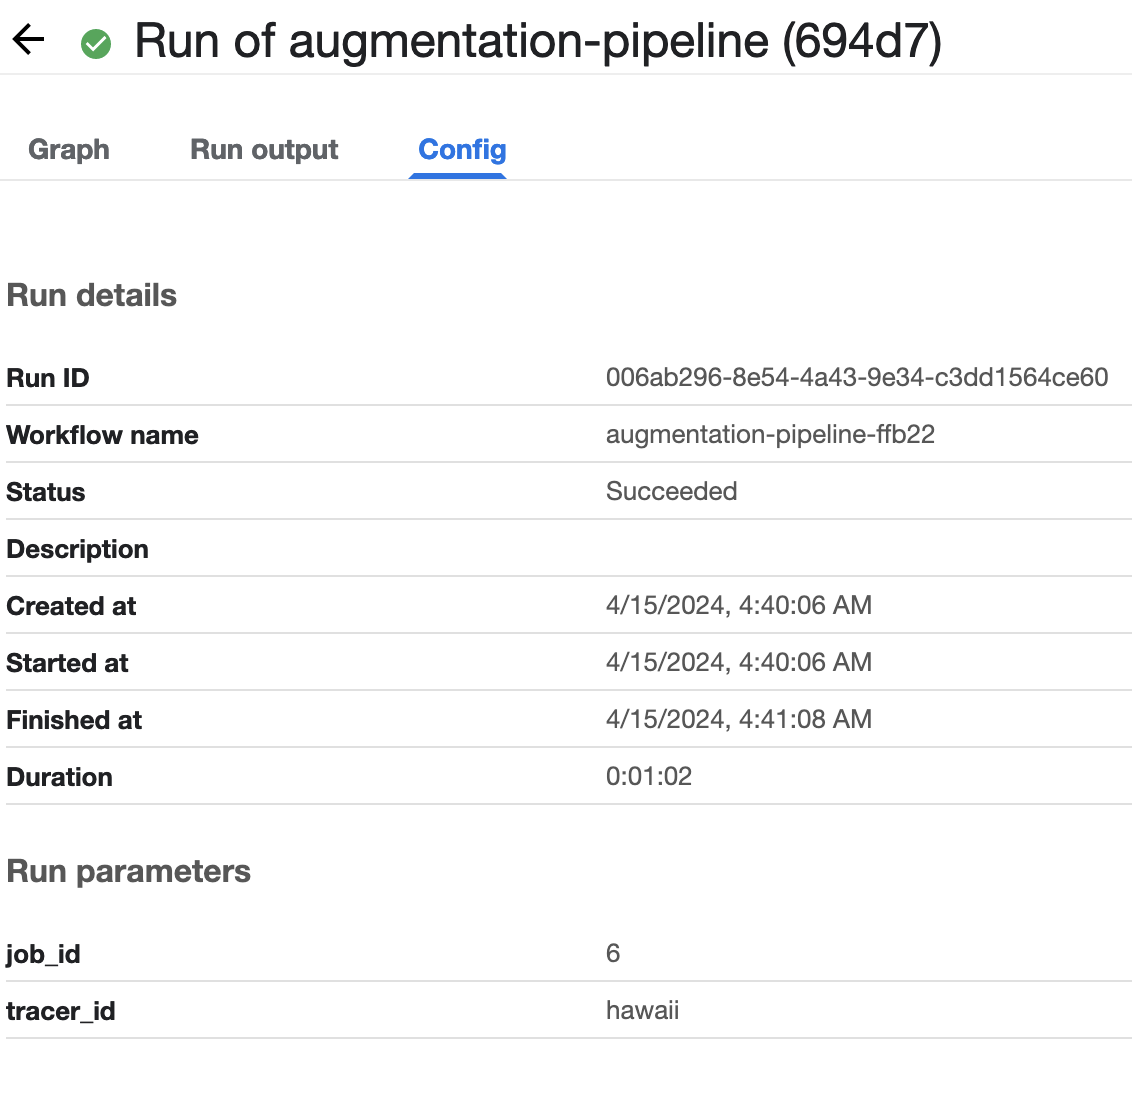 Run of augmentation-pipeline (694d7)
Graph Run output Config
Run details
Run ID 006ab296-8e54-4a43-9e34-c3dd1564ce60
Workflow name augmentation-pipeline-ffb22
Status Succeeded
Description
Created at 4/15/2024, 4:40:06 AM
Started at 4/15/2024, 4:40:06 AM
Finished at 4/15/2024, 4:41:08 AM
Duration 0:01:02
Run parameters
job_id 6
tracer_id hawaii